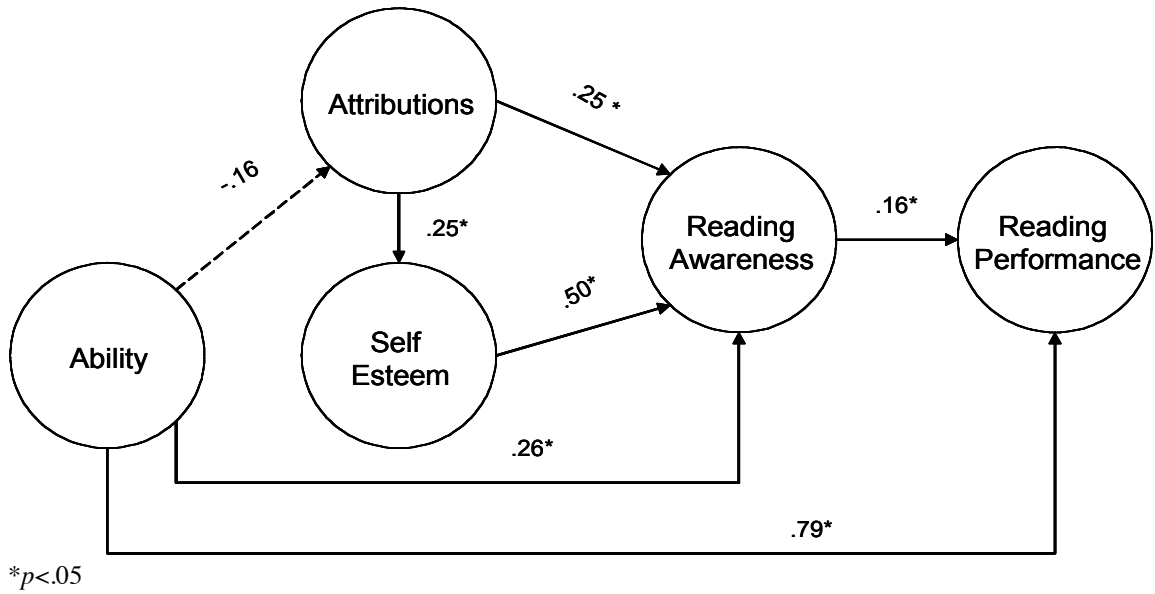 Attributions
.25 *
-.16
.25*
Reading
Awareness
.16*
Reading
Performance
Ability
Self
Esteem
.50*
.26*
.79*
*p<.05